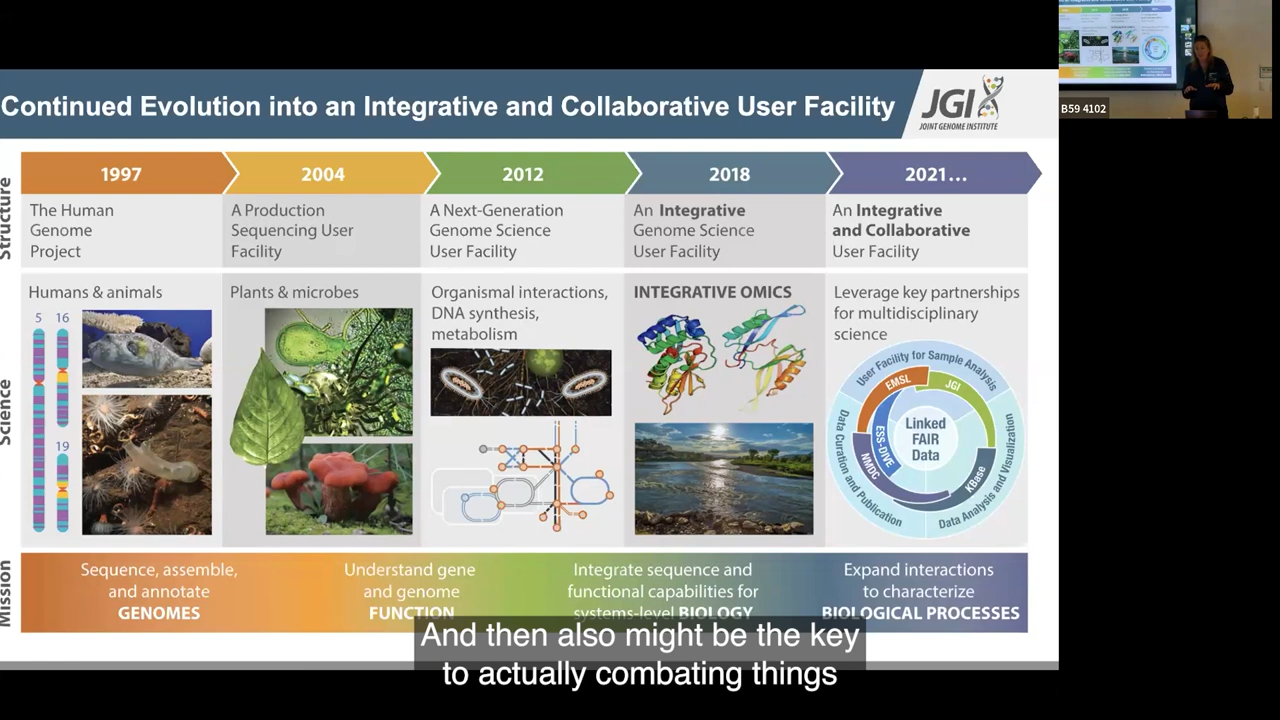 Continued Evolution into an Integrative and Collaborative User Facility
JGI
JOINT GENOME INSTITUTE
B59 4102
Structure
1997
2004
2012
2018
2021...
The Human
Genome
Project
A Production
Sequencing User
Facility
A Next-Generation
Genome Science
User Facility
An Integrative
Genome Science
User Facility
An Integrative
and Collaborative
User Facility
Science
Humans & animals
5
16
19
Plants & microbes
Organismal interactions,
DNA synthesis,
metabolism
INTEGRATIVE OMICS
Leverage key partnerships
for multidisciplinary
science
User Facility for Sample Analysis
EMSL
JGI
ESS-DIVE
NMDC
KBase
Linked
FAIR
Data
Data Curation and Publication
Data Analysis and Visualization
Mission
Sequence, assemble,
and annotate
GENOMES
Understand gene
and genome
FUNCTION
Integrate sequence and
functional capabilities for
systems-level BIOLOGY
Expand interactions
to characterize
BIOLOGICAL PROCESSES
And then also might be the key
to actually combating things